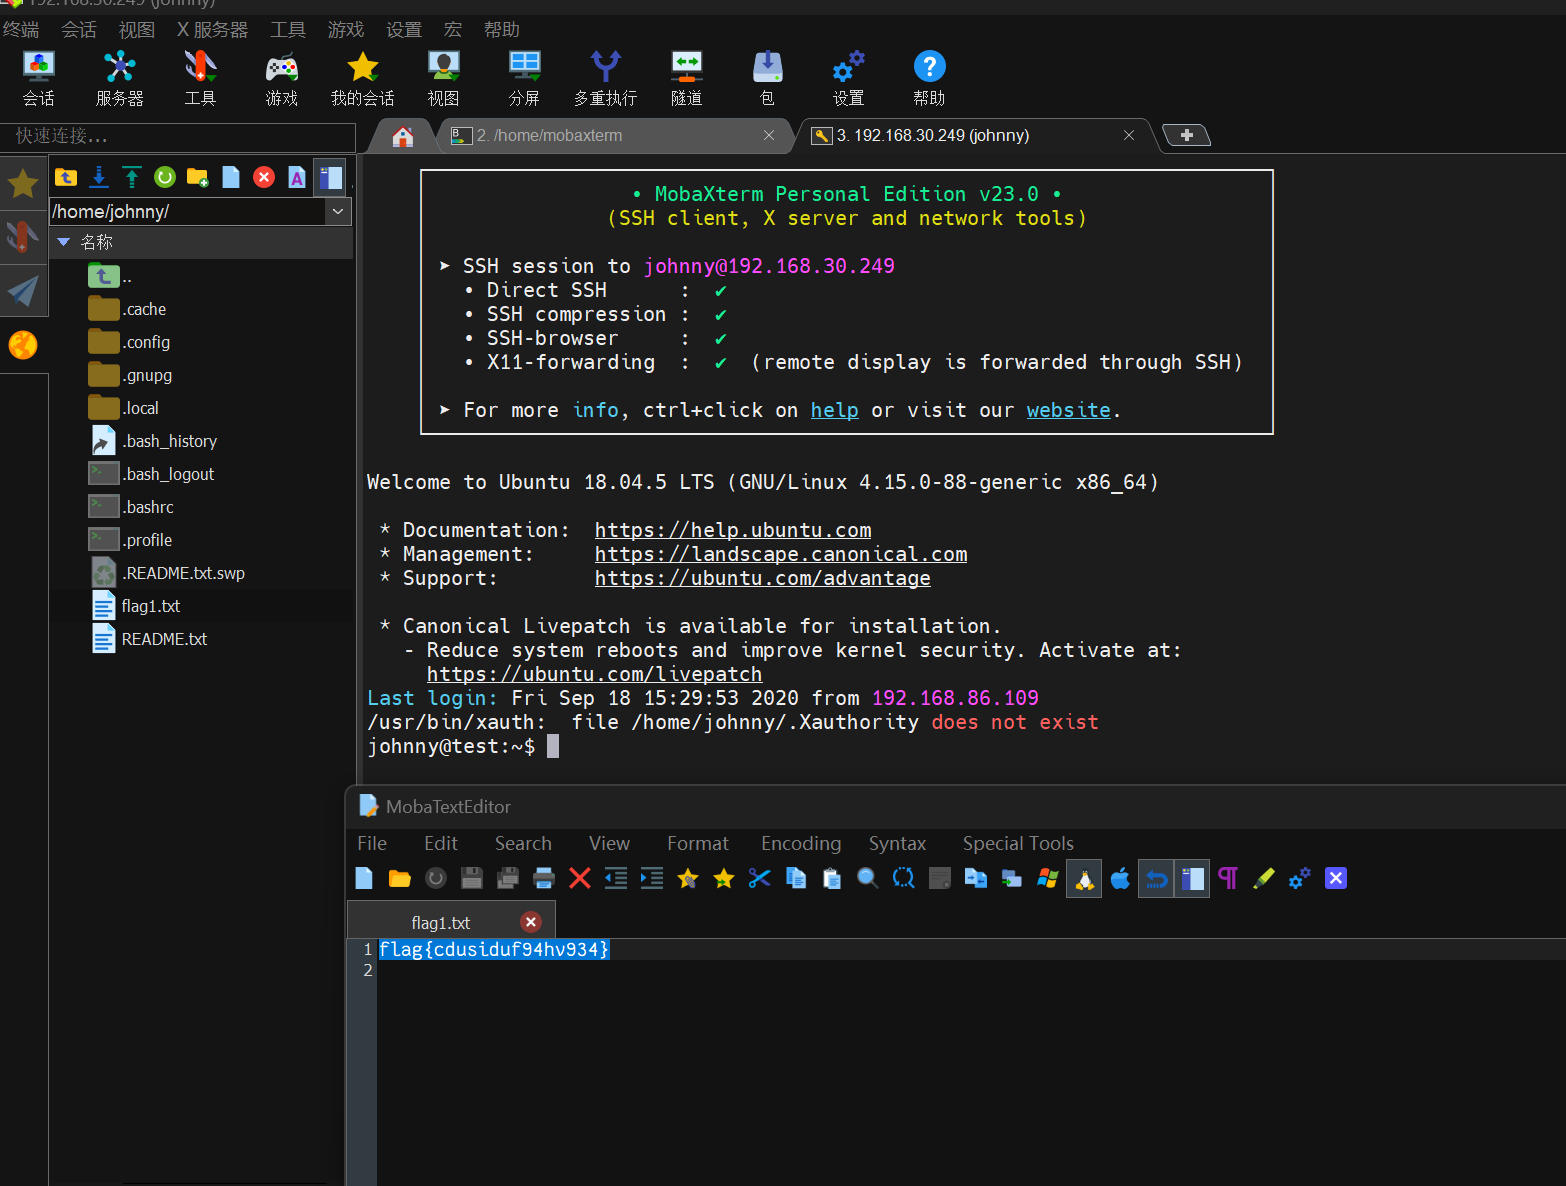 192.168.30.249 (johnny)
终端 会话 视图 X 服务器 工具 游戏 设置 宏 帮助
会话 服务器 工具 游戏 我的会话 视图 分屏 多重执行 隧道 包 设置 帮助
快速连接...
2. /home/mobaxterm
3. 192.168.30.249 (johnny)
/home/johnny/
名称
..
.cache
.config
.gnupg
.local
.bash_history
.bash_logout
.bashrc
.profile
.README.txt.swp
flag1.txt
README.txt
• MobaXterm Personal Edition v23.0 •
(SSH client, X server and network tools)
➤ SSH session to johnny@192.168.30.249
• Direct SSH : ✔
• SSH compression : ✔
• SSH-browser : ✔
• X11-forwarding : ✔ (remote display is forwarded through SSH)
➤ For more info, ctrl+click on help or visit our website.
Welcome to Ubuntu 18.04.5 LTS (GNU/Linux 4.15.0-88-generic x86_64)
* Documentation: https://help.ubuntu.com
* Management: https://landscape.canonical.com
* Support: https://ubuntu.com/advantage
* Canonical Livepatch is available for installation.
- Reduce system reboots and improve kernel security. Activate at:
https://ubuntu.com/livepatch
Last login: Fri Sep 18 15:29:53 2020 from 192.168.86.109
/usr/bin/xauth: file /home/johnny/.Xauthority does not exist
johnny@test:~$
MobaTextEditor
File Edit Search View Format Encoding Syntax Special Tools
flag1.txt
1 flag{cdusiduf94hv934}
2